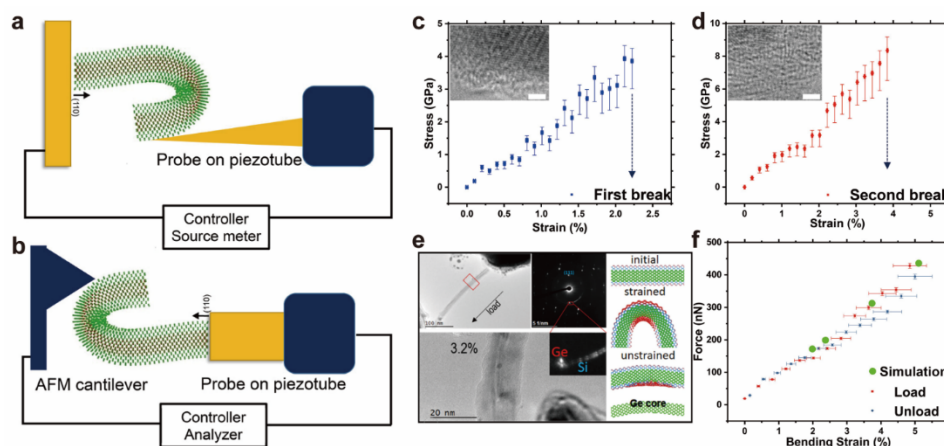 a
(110)
Probe on piezotube
Controller
Source meter
b
(110)
AFM cantilever
Probe on piezotube
Controller
Analyzer
c
Stress (GPa)
5
4
3
2
1
0
First break
0.0 0.5 1.0 1.5 2.0 2.5
Strain (%)
d
Stress (GPa)
10
8
6
4
2
0
Second break
0 1 2 3 4 5
Strain (%)
e
load
3.2%
20 nm
Ge
Si
initial
strained
unstrained
Ge core
f
Force (nN)
500
400
300
200
100
0
Simulation
Load
Unload
0 1 2 3 4 5
Bending Strain (%)